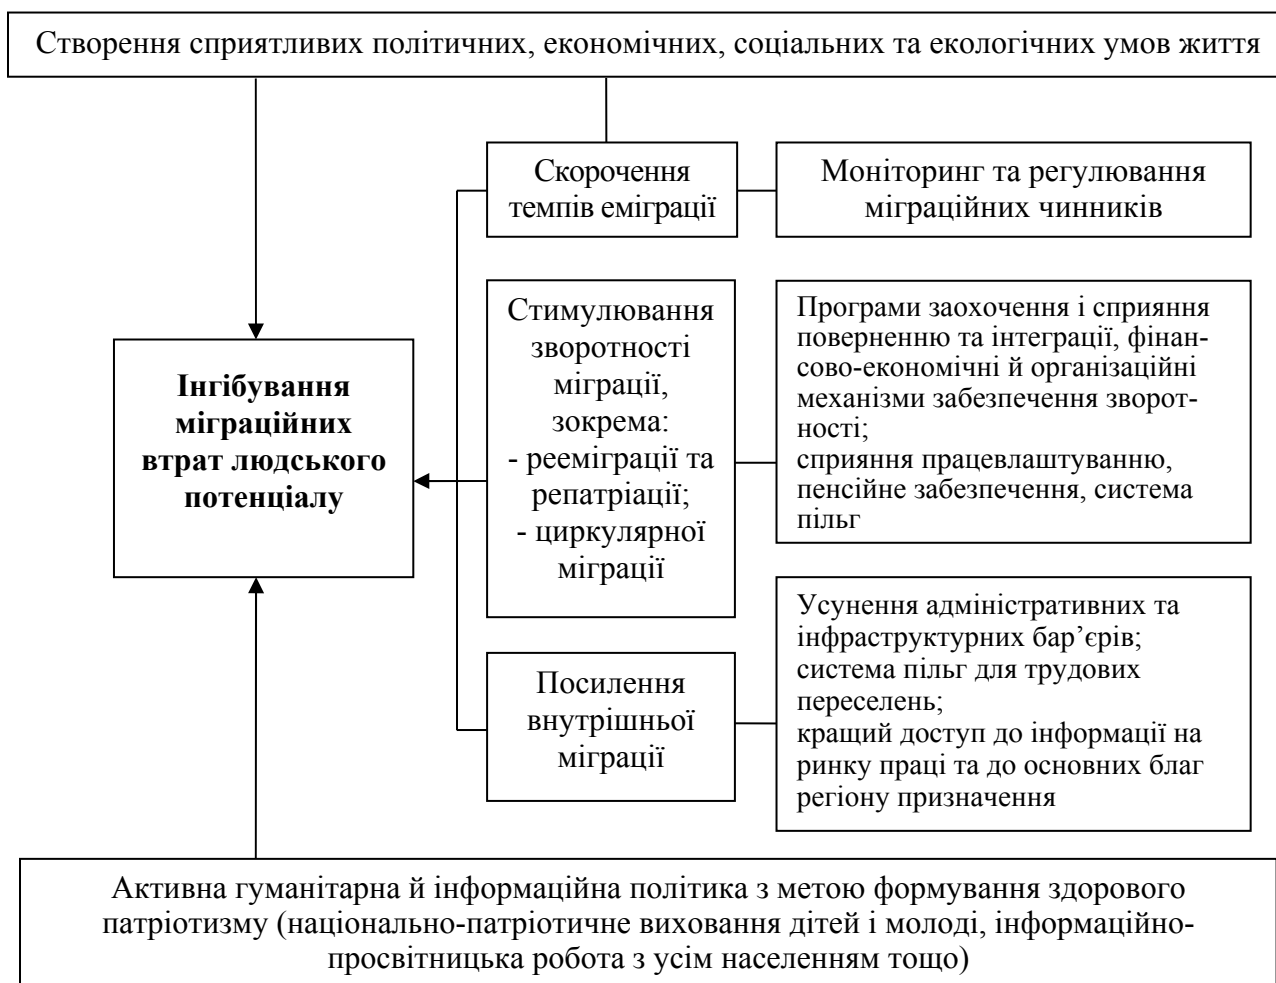 Створення сприятливих політичних, економічних, соціальних та екологічних умов життя
Скорочення
темпів еміграції
Моніторинг та регулювання
міграційних чинників
Стимулювання
зворотності
міграції,
зокрема:
- рееміграції та
репатріації;
- циркулярної
міграції
Програми заохочення і сприяння
поверненню та інтеграції, фінан-
сово-економічні й організаційні
механізми забезпечення зворот-
ності;
сприяння працевлаштуванню,
пенсійне забезпечення, система
пільг
Інгібування
міграційних
втрат людського
потенціалу
Посилення
внутрішньої
міграції
Усунення адміністративних та
інфраструктурних бар’єрів;
система пільг для трудових
переселень;
кращий доступ до інформації на
ринку праці та до основних благ
регіону призначення
Активна гуманітарна й інформаційна політика з метою формування здорового
патріотизму (національно-патріотичне виховання дітей і молоді, інформаційно-
просвітницька робота з усім населенням тощо)